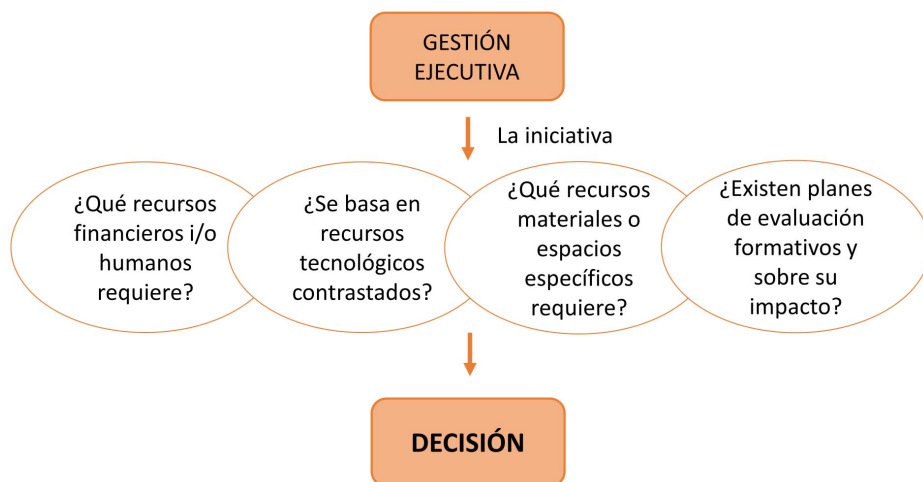 GESTIÓN
EJECUTIVA
La iniciativa
¿Qué recursos
financieros i/o
humanos
requiere?
¿Se basa en
recursos
tecnológicos
contrastados?
¿Qué recursos
materiales o
espacios
específicos
requiere?
¿Existen planes
de evaluación
formativos y
sobre su
impacto?
DECISIÓN